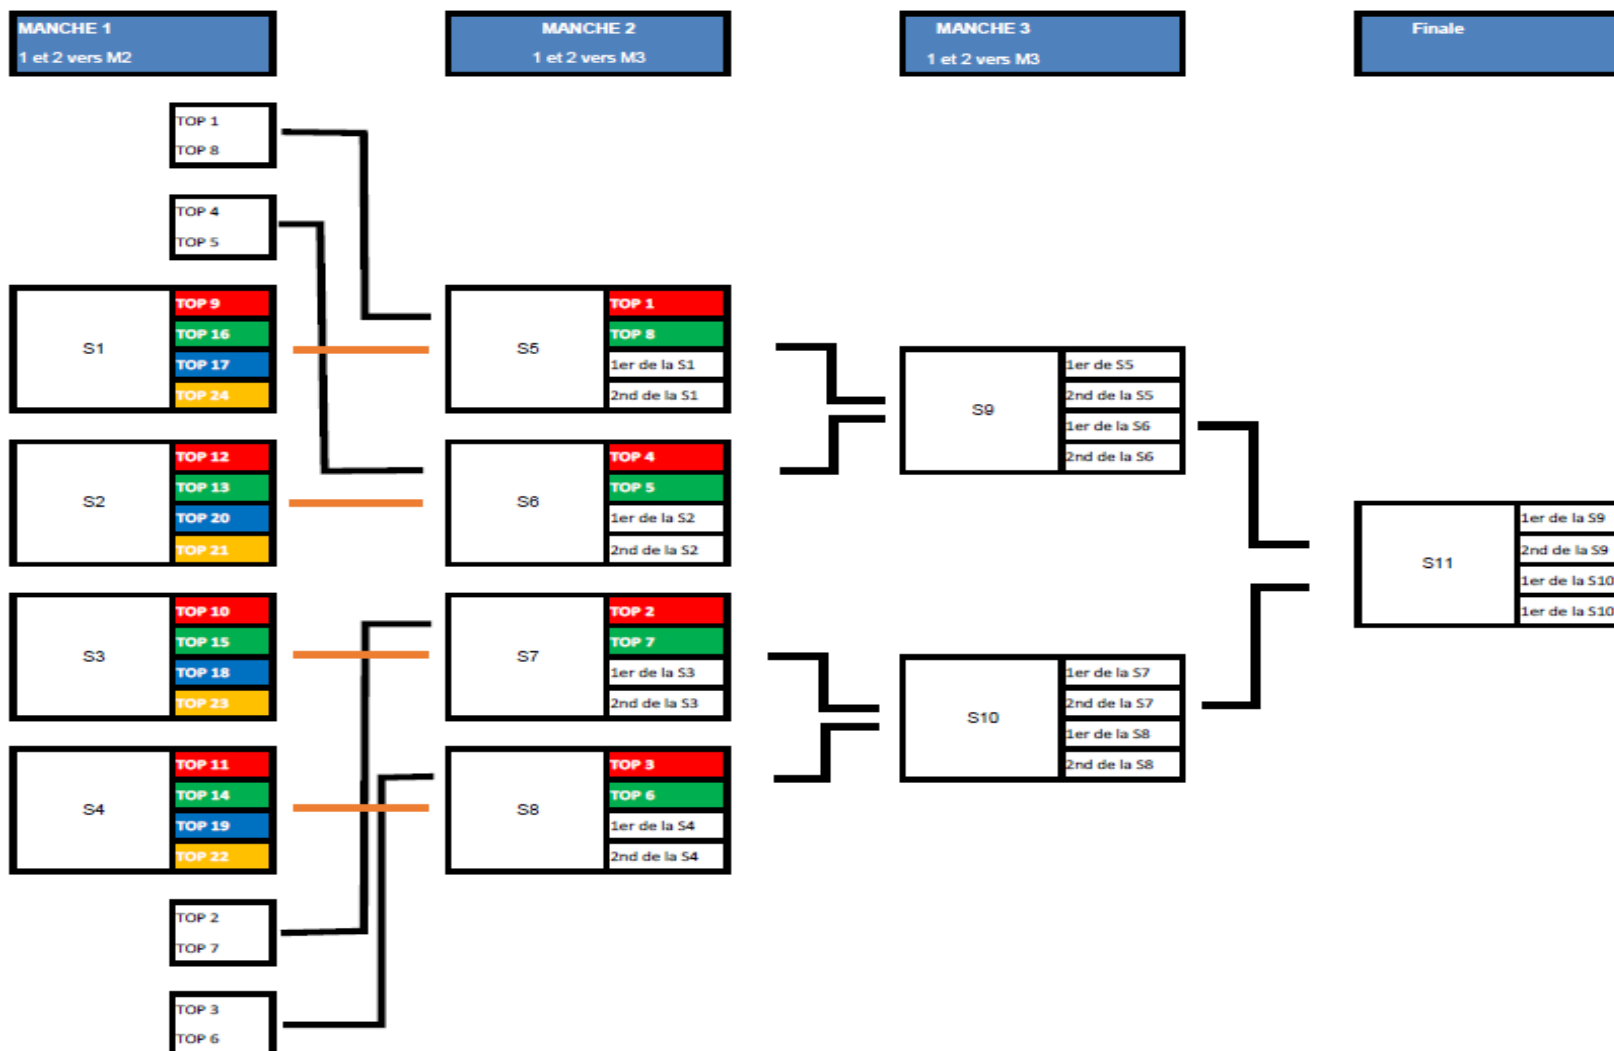 MANCHE 1
1 et 2 vers M2
MANCHE 2
1 et 2 vers M3
MANCHE 3
1 et 2 vers M3
Finale
TOP 1
TOP 8
TOP 4
TOP 5
S1
TOP 9
TOP 16
TOP 17
TOP 24
S2
TOP 12
TOP 13
TOP 20
TOP 21
S3
TOP 10
TOP 15
TOP 18
TOP 23
S4
TOP 11
TOP 14
TOP 19
TOP 22
TOP 2
TOP 7
TOP 3
TOP 6
S5
TOP 1
TOP 8
1er de la S1
2nd de la S1
S6
TOP 4
TOP 5
1er de la S2
2nd de la S2
S7
TOP 2
TOP 7
1er de la S3
2nd de la S3
S8
TOP 3
TOP 6
1er de la S4
2nd de la S4
S9
1er de S5
2nd de la S5
1er de la S6
2nd de la S6
S10
1er de la S7
2nd de la S7
1er de la S8
2nd de la S8
S11
1er de la S9
2nd de la S9
1er de la S10
1er de la S10